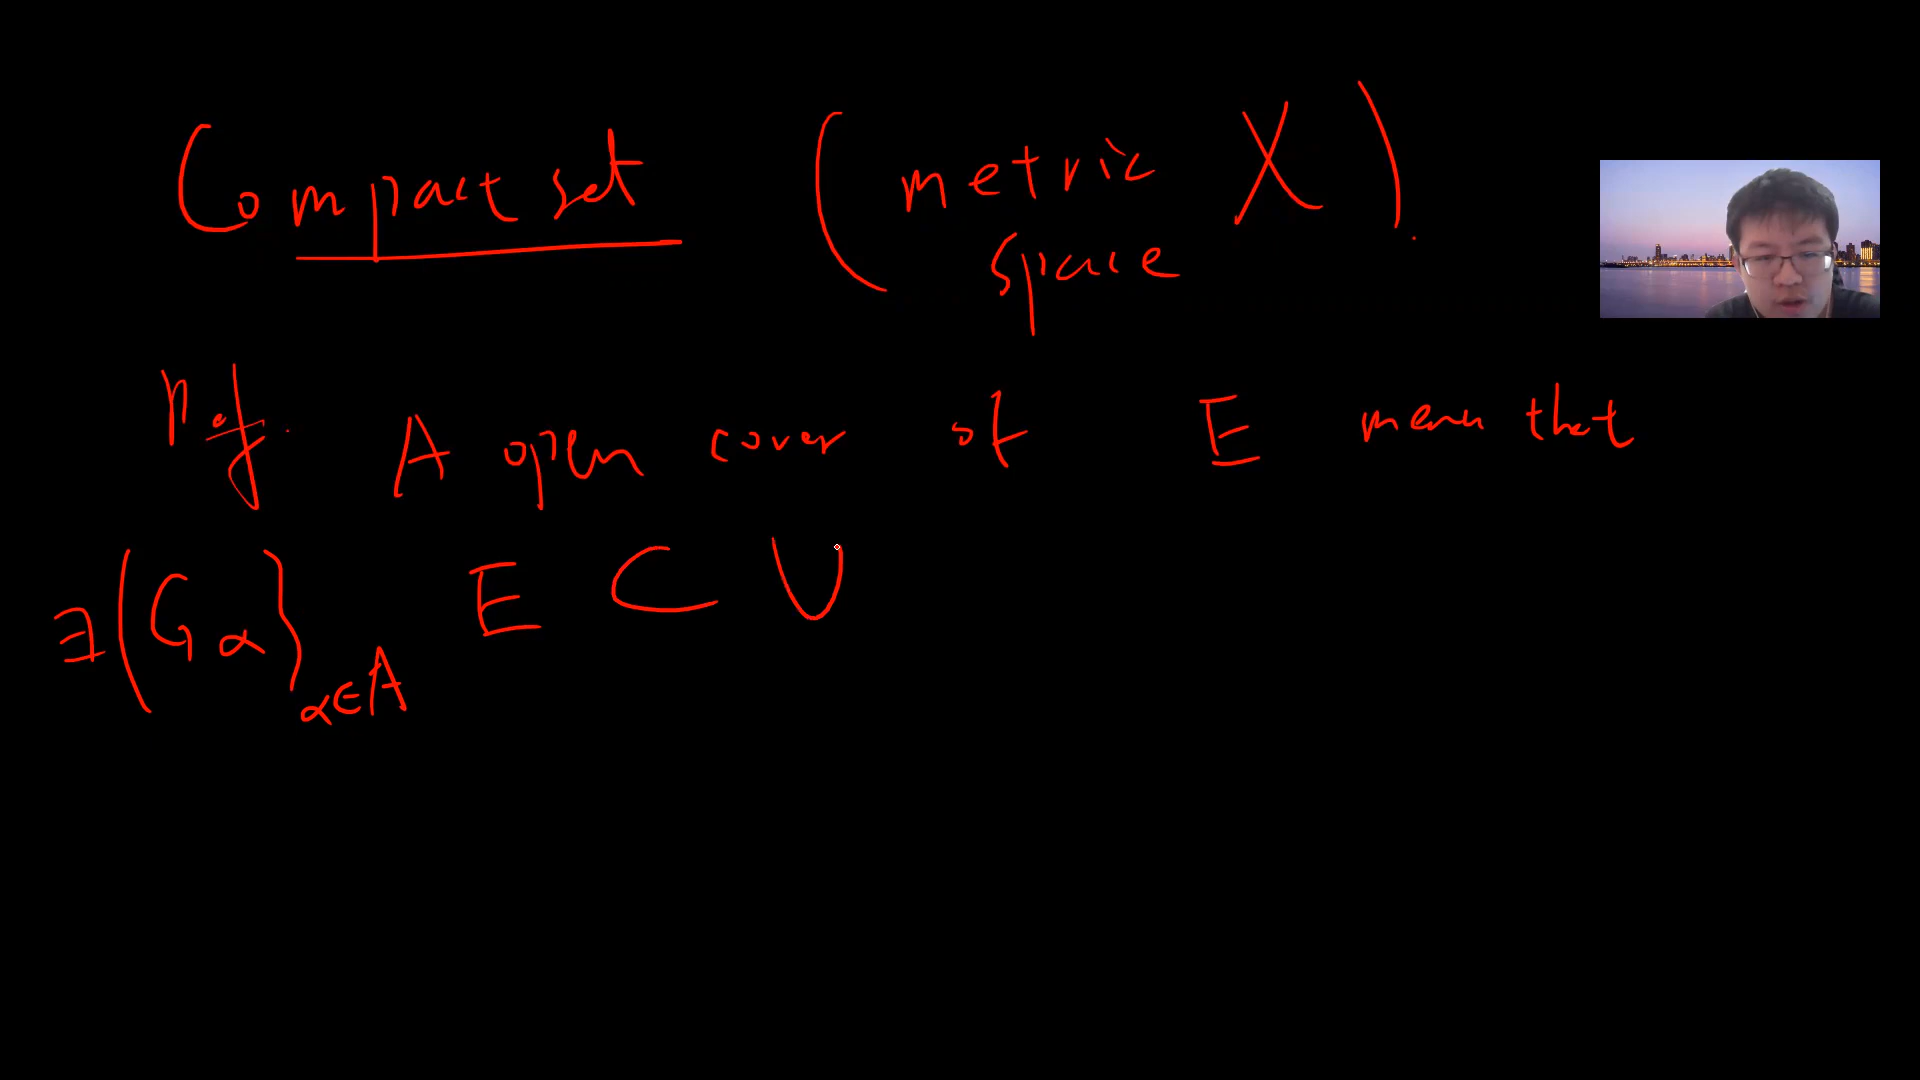 Compact set (metric space X).
Def. A open cover of E mean that
∃{Gα}α∈A E ⊂ ∪